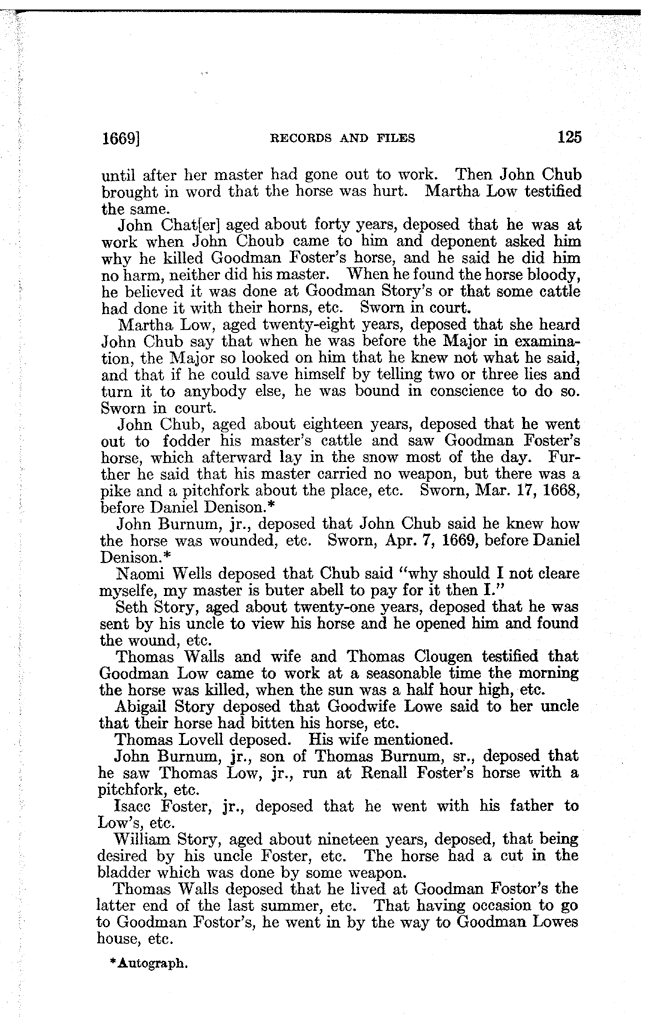 1669] RECORDS AND FILES 125
until after her master had gone out to work. Then John Chub
brought in word that the horse was hurt. Martha Low testified
the same.
John Chat[er] aged about forty years, deposed that he was at
work when John Choub came to him and deponent asked him
why he killed Goodman Foster's horse, and he said he did him
no harm, neither did his master. When he found the horse bloody,
he believed it was done at Goodman Story's or that some cattle
had done it with their horns, etc. Sworn in court.
Martha Low, aged twenty-eight years, deposed that she heard
John Chub say that when he was before the Major in examina-
tion, the Major so looked on him that he knew not what he said,
and that if he could save himself by telling two or three lies and
turn it to anybody else, he was bound in conscience to do so.
Sworn in court.
John Chub, aged about eighteen years, deposed that he went
out to fodder his master's cattle and saw Goodman Foster's
horse, which afterward lay in the snow most of the day. Fur-
ther he said that his master carried no weapon, but there was a
pike and a pitchfork about the place, etc. Sworn, Mar. 17, 1668,
before Daniel Denison.*
John Burnum, jr., deposed that John Chub said he knew how
the horse was wounded, etc. Sworn, Apr. 7, 1669, before Daniel
Denison.*
Naomi Wells deposed that Chub said "why should I not cleare
myselfe, my master is buter abell to pay for it then I."
Seth Story, aged about twenty-one years, deposed that he was
sent by his uncle to view his horse and he opened him and found
the wound, etc.
Thomas Walls and wife and Thomas Clougen testified that
Goodman Low came to work at a seasonable time the morning
the horse was killed, when the sun was a half hour high, etc.
Abigail Story deposed that Goodwife Lowe said to her uncle
that their horse had bitten his horse, etc.
Thomas Lovell deposed. His wife mentioned.
John Burnum, jr., son of Thomas Burnum, sr., deposed that
he saw Thomas Low, jr., run at Renall Foster's horse with a
pitchfork, etc.
Isacc Foster, jr., deposed that he went with his father to
Low's, etc.
William Story, aged about nineteen years, deposed, that being
desired by his uncle Foster, etc. The horse had a cut in the
bladder which was done by some weapon.
Thomas Walls deposed that he lived at Goodman Fostor's the
latter end of the last summer, etc. That having occasion to go
to Goodman Fostor's, he went in by the way to Goodman Lowes
house, etc.
*Autograph.